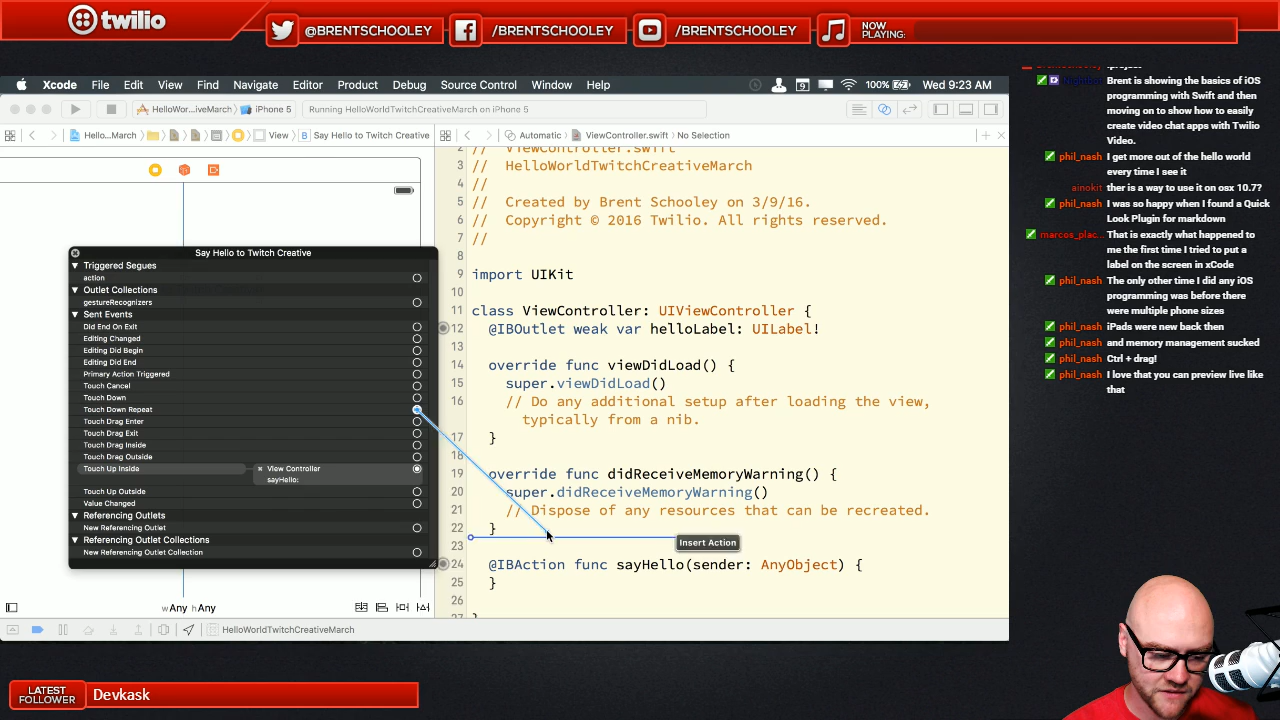 twilio
@BRENTSCHOOLEY
/BRENTSCHOOLEY
/BRENTSCHOOLEY
NOW
PLAYING:
Xcode File Edit View Find Navigate Editor Product Debug Source Control Window Help
9 100% Wed 9:23 AM
HelloWor...iveMarch iPhone 5
Running HelloWorldTwitchCreativeMarch on iPhone 5
Hello...March View B Say Hello to Twitch Creative
Automatic ViewController.swift No Selection
Say Hello to Twitch Creative
Triggered Segues
action
Outlet Collections
gestureRecognizers
Sent Events
Did End On Exit
Editing Changed
Editing Did Begin
Editing Did End
Primary Action Triggered
Touch Cancel
Touch Down
Touch Down Repeat
Touch Drag Enter
Touch Drag Exit
Touch Drag Inside
Touch Drag Outside
Touch Up Inside View Controller
sayHello:
Touch Up Outside
Value Changed
Referencing Outlets
New Referencing Outlet
Referencing Outlet Collections
New Referencing Outlet Collection
wAny hAny
2 // ViewController.swift
3 // HelloWorldTwitchCreativeMarch
4 //
5 // Created by Brent Schooley on 3/9/16.
6 // Copyright © 2016 Twilio. All rights reserved.
7 //
8
9 import UIKit
10
11 class ViewController: UIViewController {
12 @IBOutlet weak var helloLabel: UILabel!
13
14 override func viewDidLoad() {
15 super.viewDidLoad()
16 // Do any additional setup after loading the view,
typically from a nib.
17 }
18
19 override func didReceiveMemoryWarning() {
20 super.didReceiveMemoryWarning()
21 // Dispose of any resources that can be recreated.
22 }
Insert Action
23
24 @IBAction func sayHello(sender: AnyObject) {
25 }
26
27 }
HelloWorldTwitchCreativeMarch
Brent is showing the basics of iOS
programming with Swift and then
moving on to show how to easily
create video chat apps with Twilio
Video.
phil_nash I get more out of the hello world
every time I see it
ainokit ther is a way to use it on osx 10.7?
phil_nash I was so happy when I found a Quick
Look Plugin for markdown
marcos_plac... That is exactly what happened to
me the first time I tried to put a
label on the screen in xCode
phil_nash The only other time I did any iOS
programming was before there
were multiple phone sizes
phil_nash iPads were new back then
phil_nash and memory management sucked
phil_nash Ctrl + drag!
phil_nash I love that you can preview live like
that
LATEST
FOLLOWER
Devkask